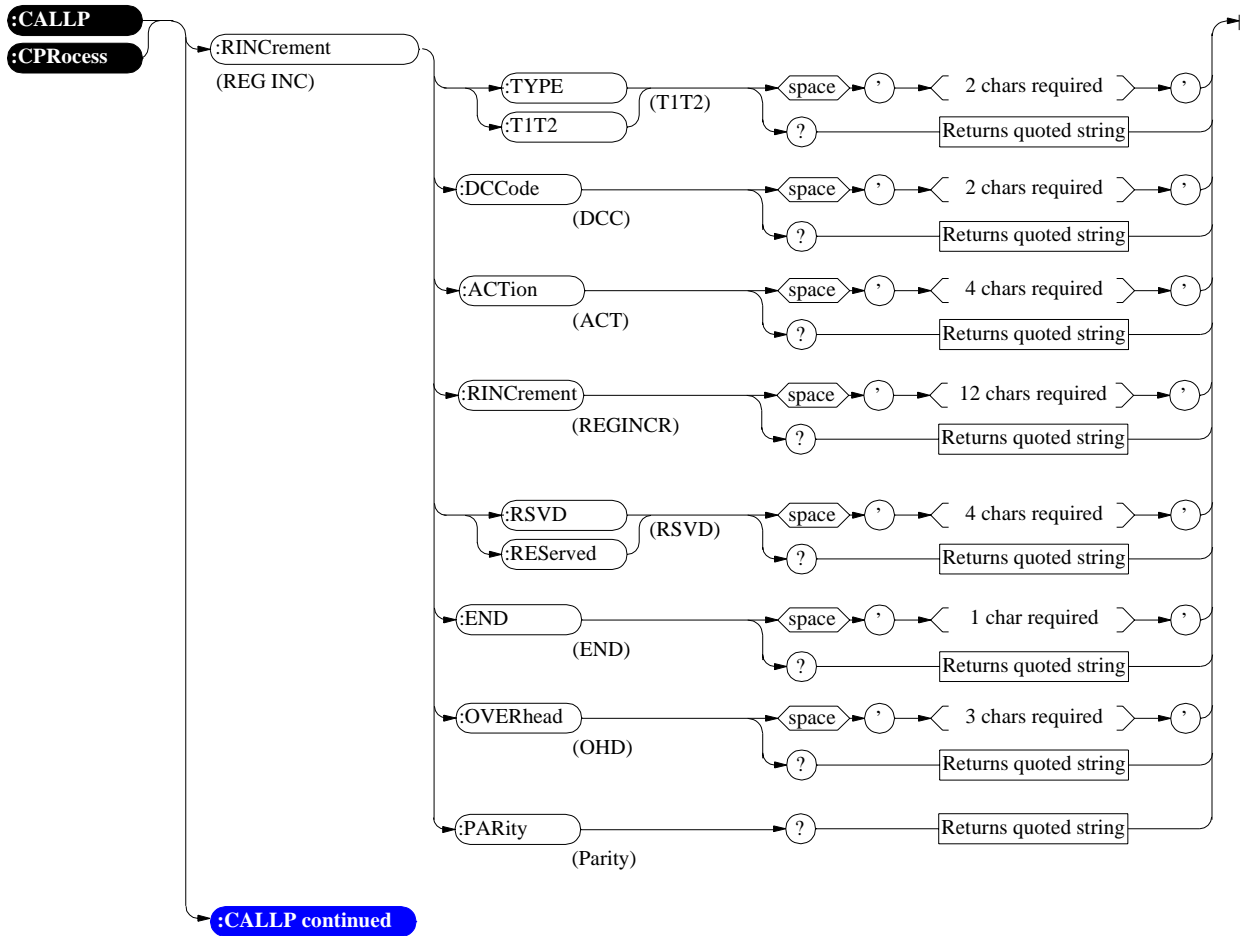 :CALLP
:CPRocess
:RINCrement
(REG INC)
:TYPE
:T1T2
(T1T2)
space ’ 2 chars required ’
? Returns quoted string
:DCCode
(DCC)
space ’ 2 chars required ’
? Returns quoted string
:ACTion
(ACT)
space ’ 4 chars required ’
? Returns quoted string
:RINCrement
(REGINCR)
space ’ 12 chars required ’
? Returns quoted string
:RSVD
:REServed
(RSVD)
space ’ 4 chars required ’
? Returns quoted string
:END
(END)
space ’ 1 char required ’
? Returns quoted string
:OVERhead
(OHD)
space ’ 3 chars required ’
? Returns quoted string
:PARity
(Parity)
? Returns quoted string
:CALLP continued